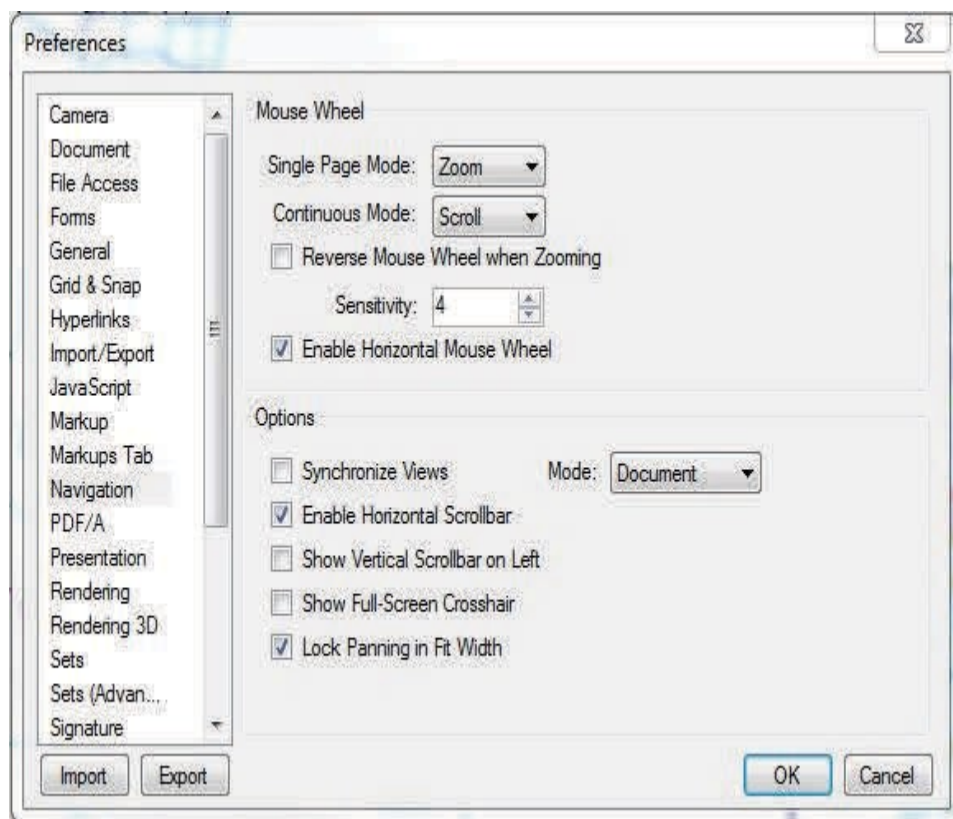 Preferences
Camera
Document
File Access
Forms
General
Grid & Snap
Hyperlinks
Import/Export
JavaScript
Markup
Markups Tab
Navigation
PDF/A
Presentation
Rendering
Rendering 3D
Sets
Sets (Advan...
Signature
Import Export
Mouse Wheel
Single Page Mode: Zoom
Continuous Mode: Scroll
Reverse Mouse Wheel when Zooming
Sensitivity: 4
Enable Horizontal Mouse Wheel
Options
Synchronize Views Mode: Document
Enable Horizontal Scrollbar
Show Vertical Scrollbar on Left
Show Full-Screen Crosshair
Lock Panning in Fit Width
OK Cancel